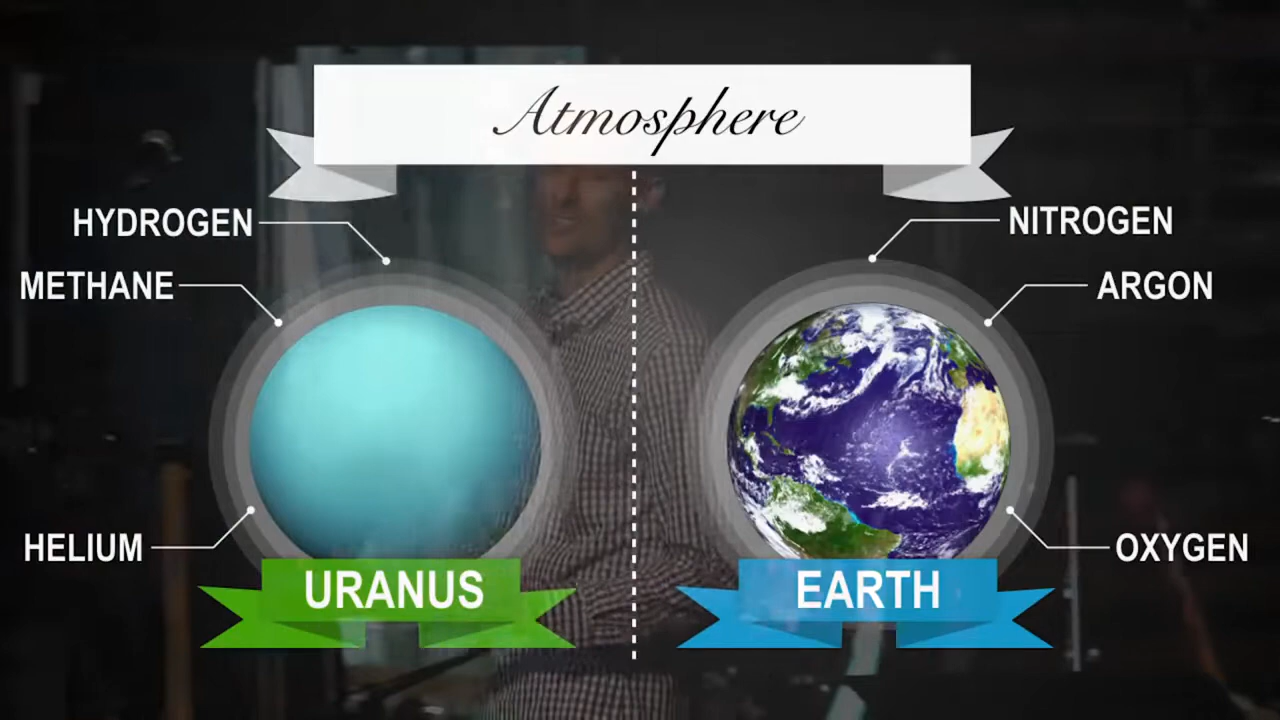 Atmosphere
HYDROGEN
METHANE
HELIUM
URANUS
NITROGEN
ARGON
OXYGEN
EARTH